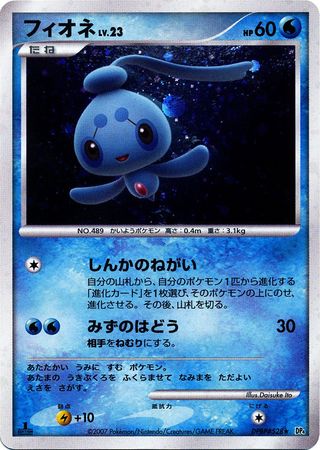 フィオネ LV.23 HP 60
たね
NO.489 かいようポケモン 高さ：0.4m 重さ：3.1kg
しんかのねがい
自分の山札から、自分のポケモン1匹から進化する
「進化カード」を1枚選び、そのポケモンの上にのせ、進化
させる。その後、山札を切る。
みずのはどう 30
相手をねむりにする。
あたたかい うみに すむ ポケモン。
あたまの うきぶくろを ふくらませて
なみまを ただよう。
Illus.Daisuke Ito
弱点 抵抗力 にげる
+10
©2007 Pokémon/Nintendo/Creatures/GAME FREAK.
DPBP#528